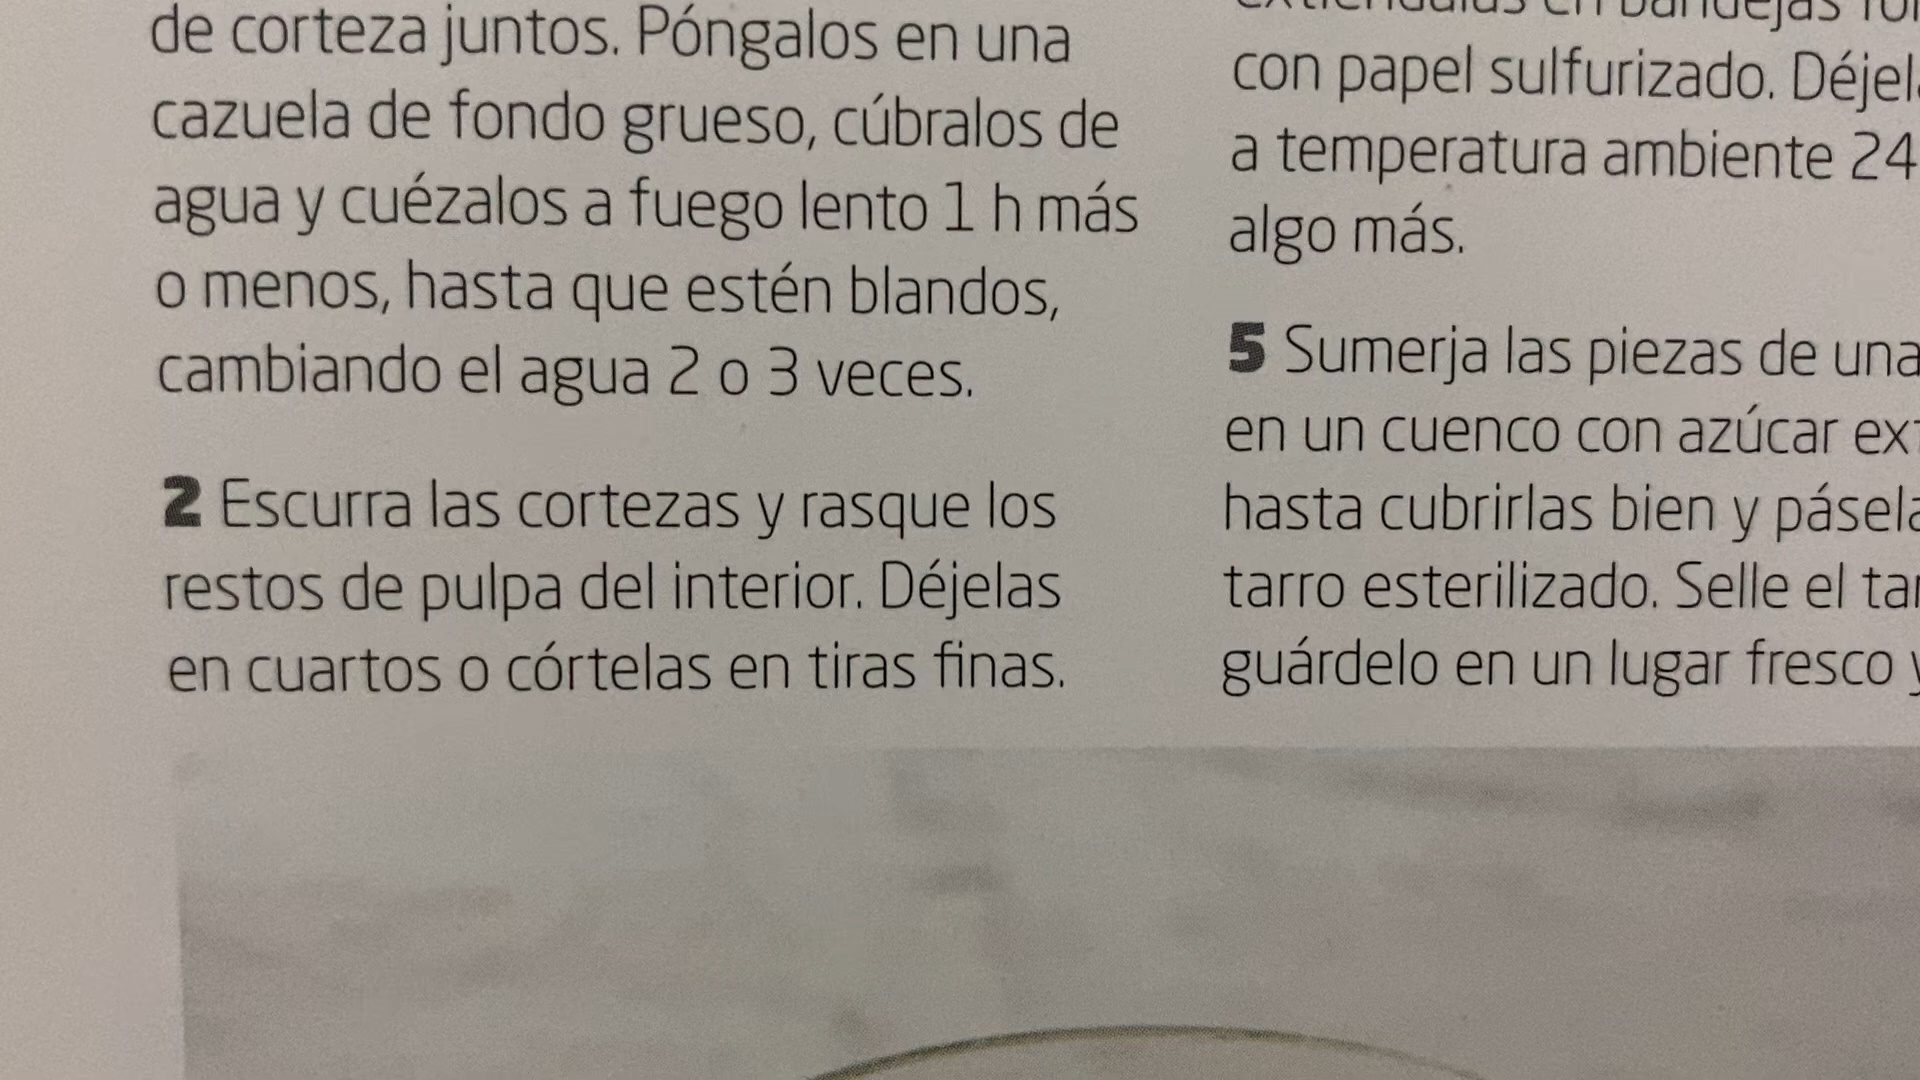 de corteza juntos. Póngalos en una
cazuela de fondo grueso, cúbralos de
agua y cuézalos a fuego lento 1 h más
o menos, hasta que estén blandos,
cambiando el agua 2 o 3 veces.
2 Escurra las cortezas y rasque los
restos de pulpa del interior. Déjelas
en cuartos o córtelas en tiras finas.
en bandejas
con papel sulfurizado.
a temperatura ambiente 24
algo más.
5 Sumerja las piezas de una
en un cuenco con azúcar
hasta cubrirlas bien y
tarro esterilizado. Selle el
guárdelo en un lugar fresco y